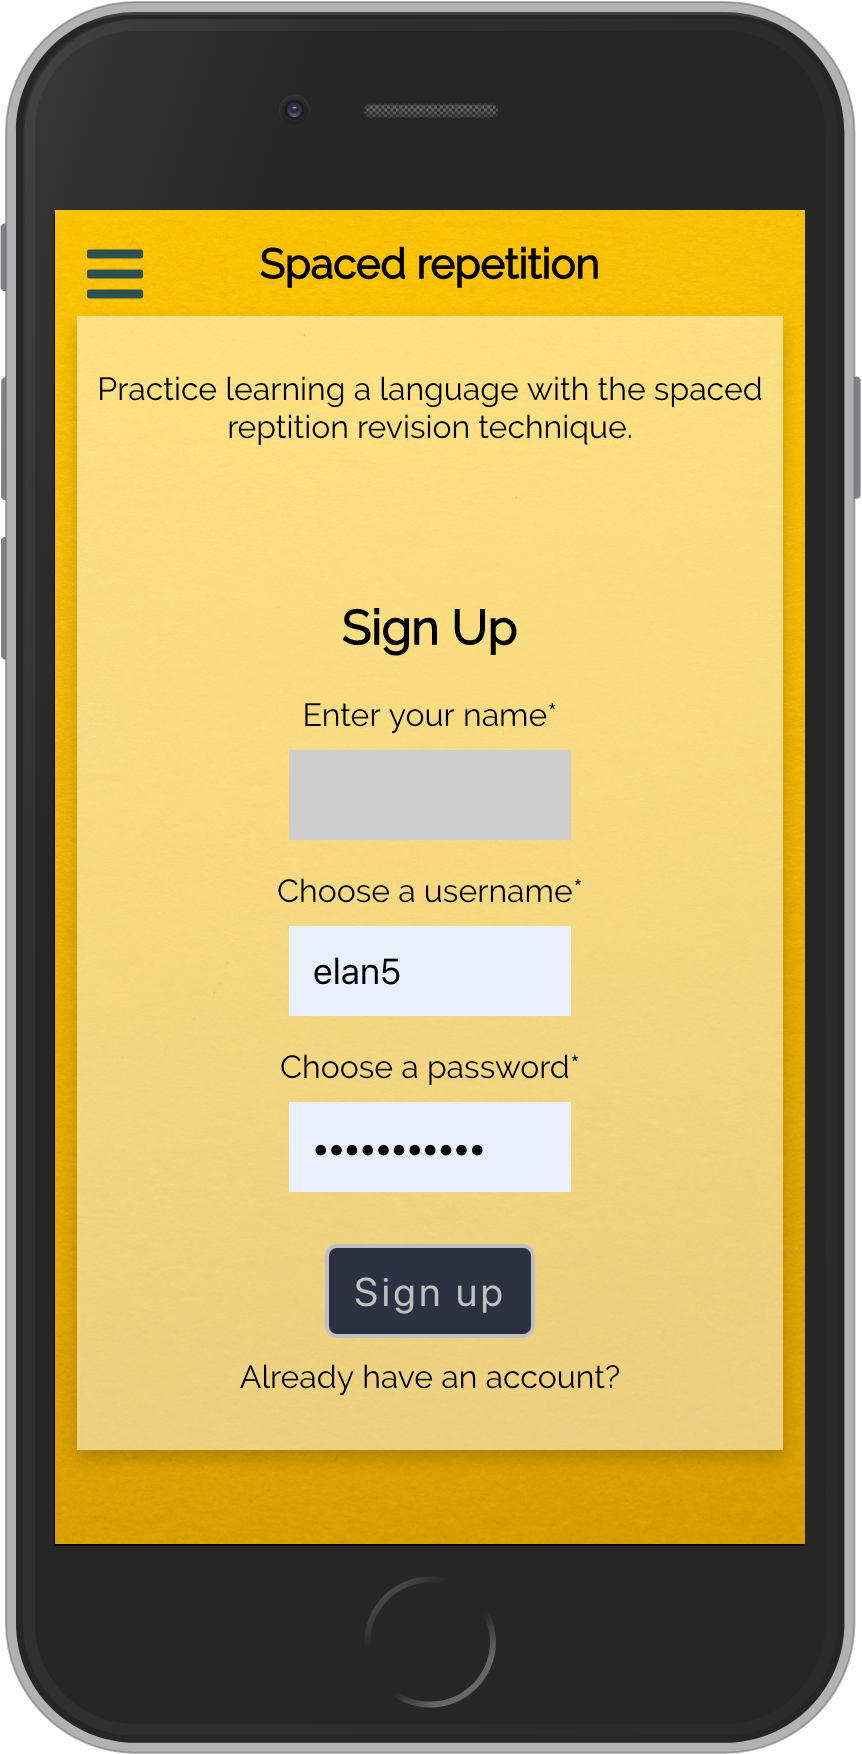 Spaced repetition
Practice learning a language with the spaced
reptition revision technique.
Sign Up
Enter your name*
Choose a username*
elan5
Choose a password*
•••••••••••
Sign up
Already have an account?